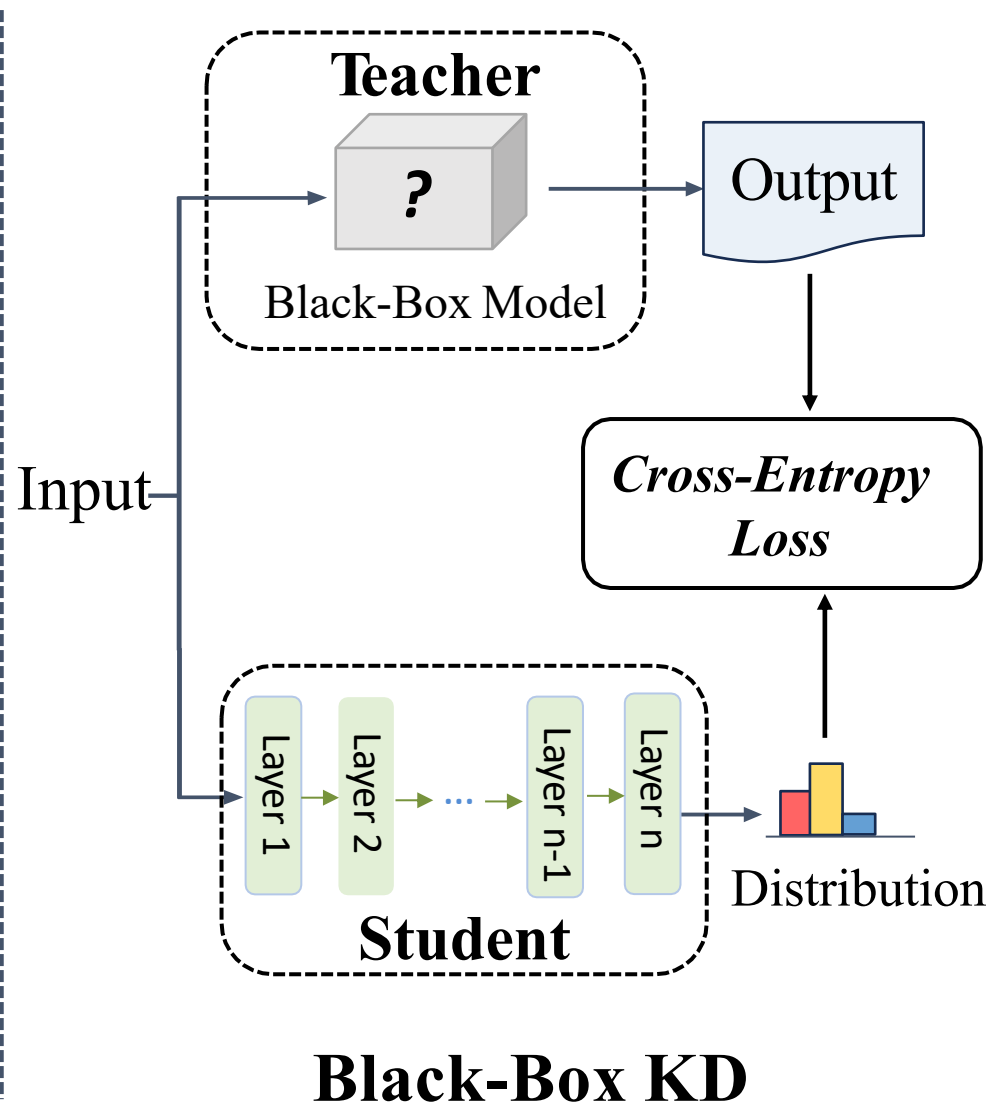 Teacher
?
Black-Box Model
Output
Input
Cross-Entropy
Loss
Layer 1
Layer 2
...
Layer n-1
Layer n
Student
Distribution
Black-Box KD